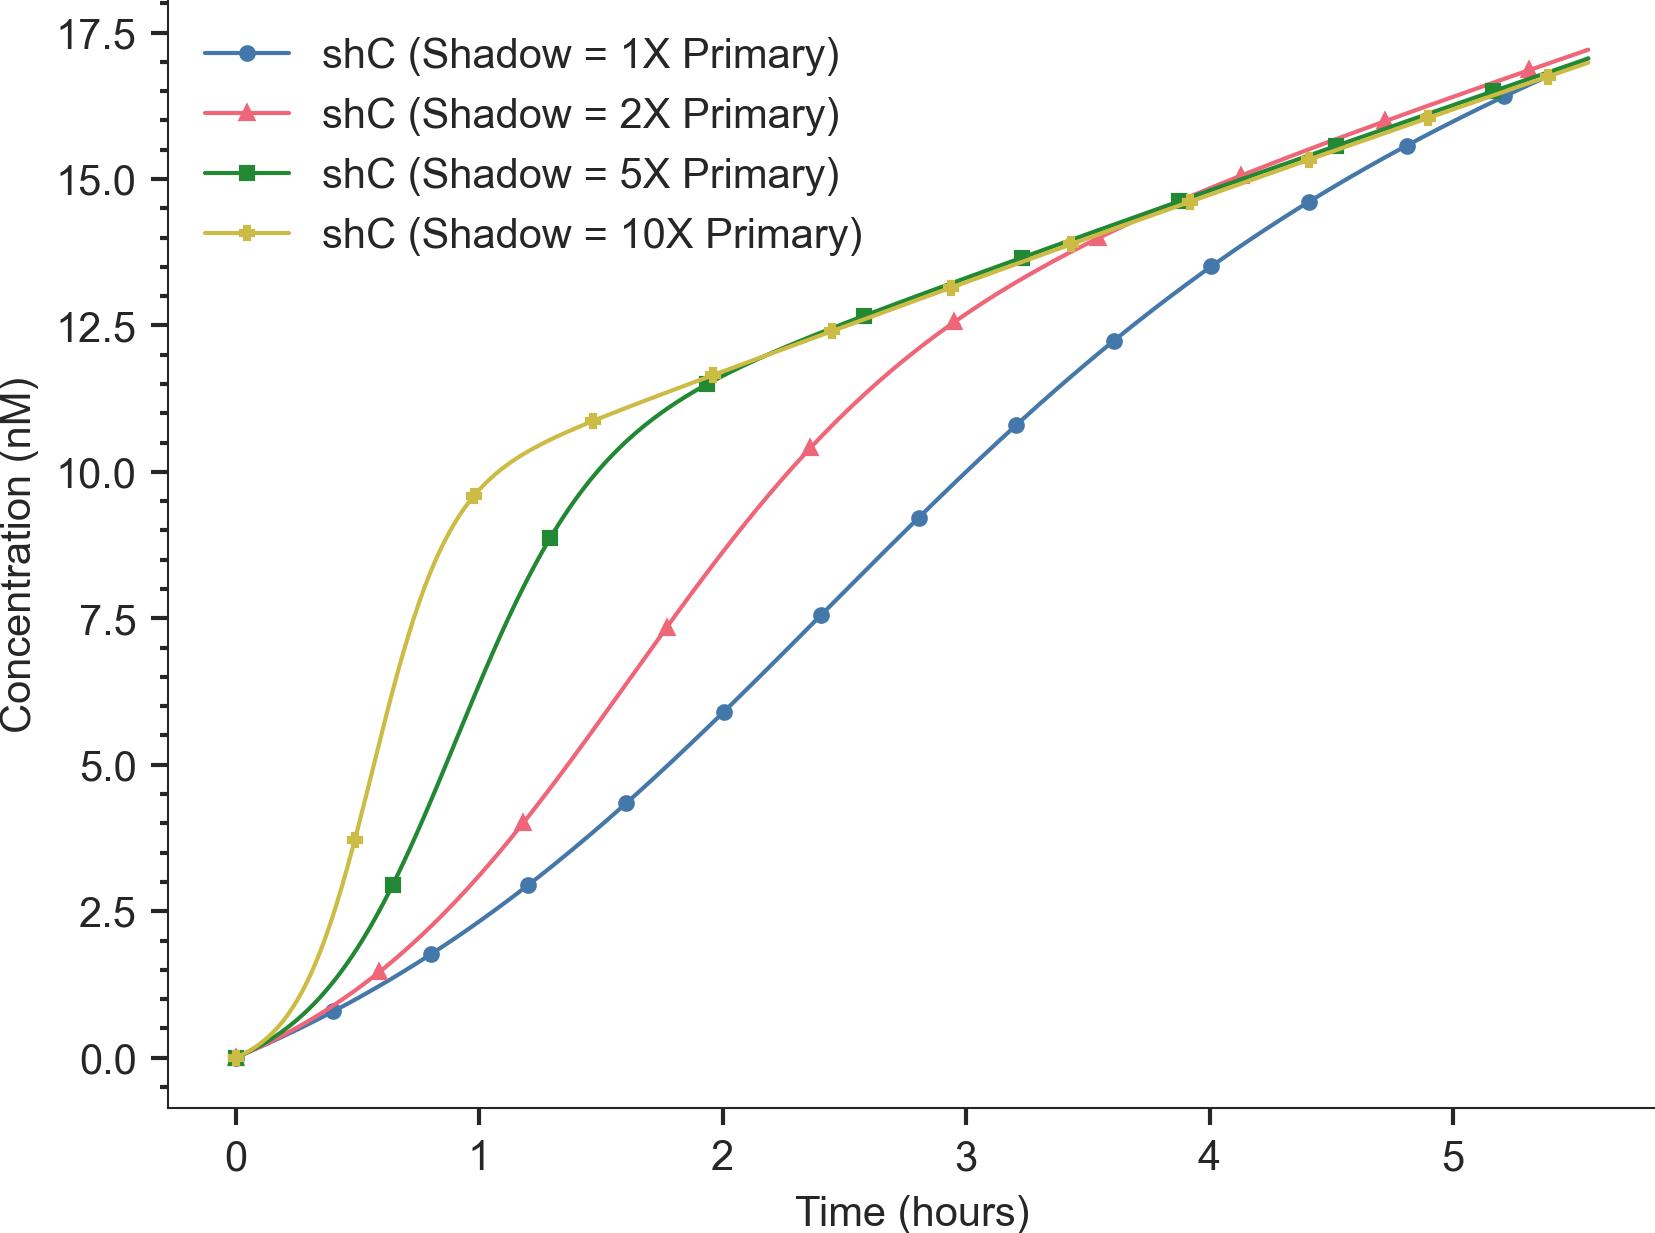 17.5
15.0
12.5
10.0
7.5
5.0
2.5
0.0
Concentration (nM)
shC (Shadow = 1X Primary)
shC (Shadow = 2X Primary)
shC (Shadow = 5X Primary)
shC (Shadow = 10X Primary)
0 1 2 3 4 5
Time (hours)